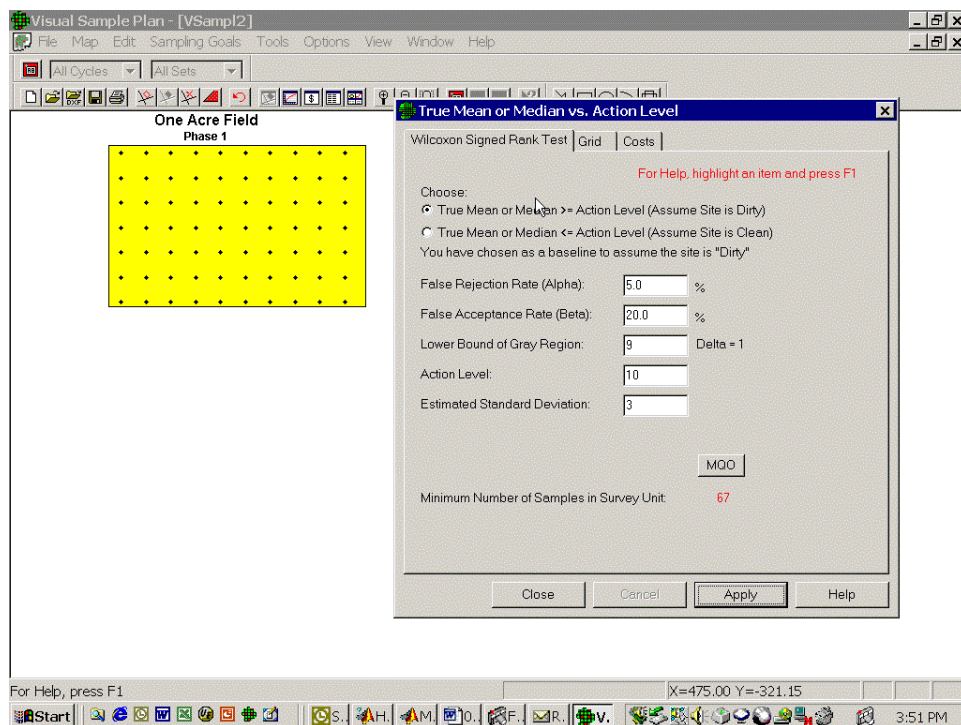 Visual Sample Plan - [VSampl2]
File Map Edit Sampling Goals Tools Options View Window Help
All Cycles All Sets
One Acre Field
Phase 1
True Mean or Median vs. Action Level
Wilcoxon Signed Rank Test Grid Costs
For Help, highlight an item and press F1
Choose:
True Mean or Median >= Action Level (Assume Site is Dirty)
True Mean or Median <= Action Level (Assume Site is Clean)
You have chosen as a baseline to assume the site is "Dirty"
False Rejection Rate (Alpha): 5.0 %
False Acceptance Rate (Beta): 20.0 %
Lower Bound of Gray Region: 9 Delta = 1
Action Level: 10
Estimated Standard Deviation: 3
MQO
Minimum Number of Samples in Survey Unit: 67
Close Cancel Apply Help
For Help, press F1 X=475.00 Y=-321.15
Start S.. H.. M.. 0.. F.. R.. V. 3:51 PM